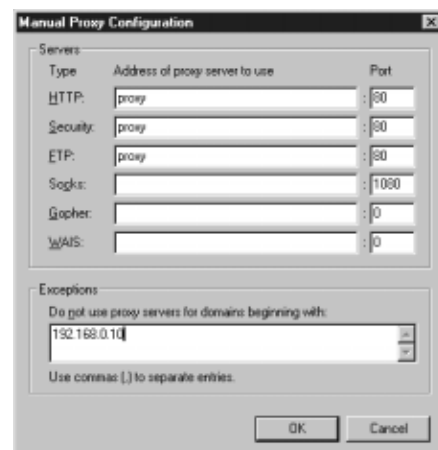 Manual Proxy Configuration
Servers
Type Address of proxy server to use Port
HTTP: proxy : 80
Security: proxy : 80
FTP: proxy : 80
Socks: : 1080
Gopher: : 0
WAIS: : 0
Exceptions
Do not use proxy servers for domains beginning with:
192.168.0.10
Use commas (,) to separate entries.
OK Cancel